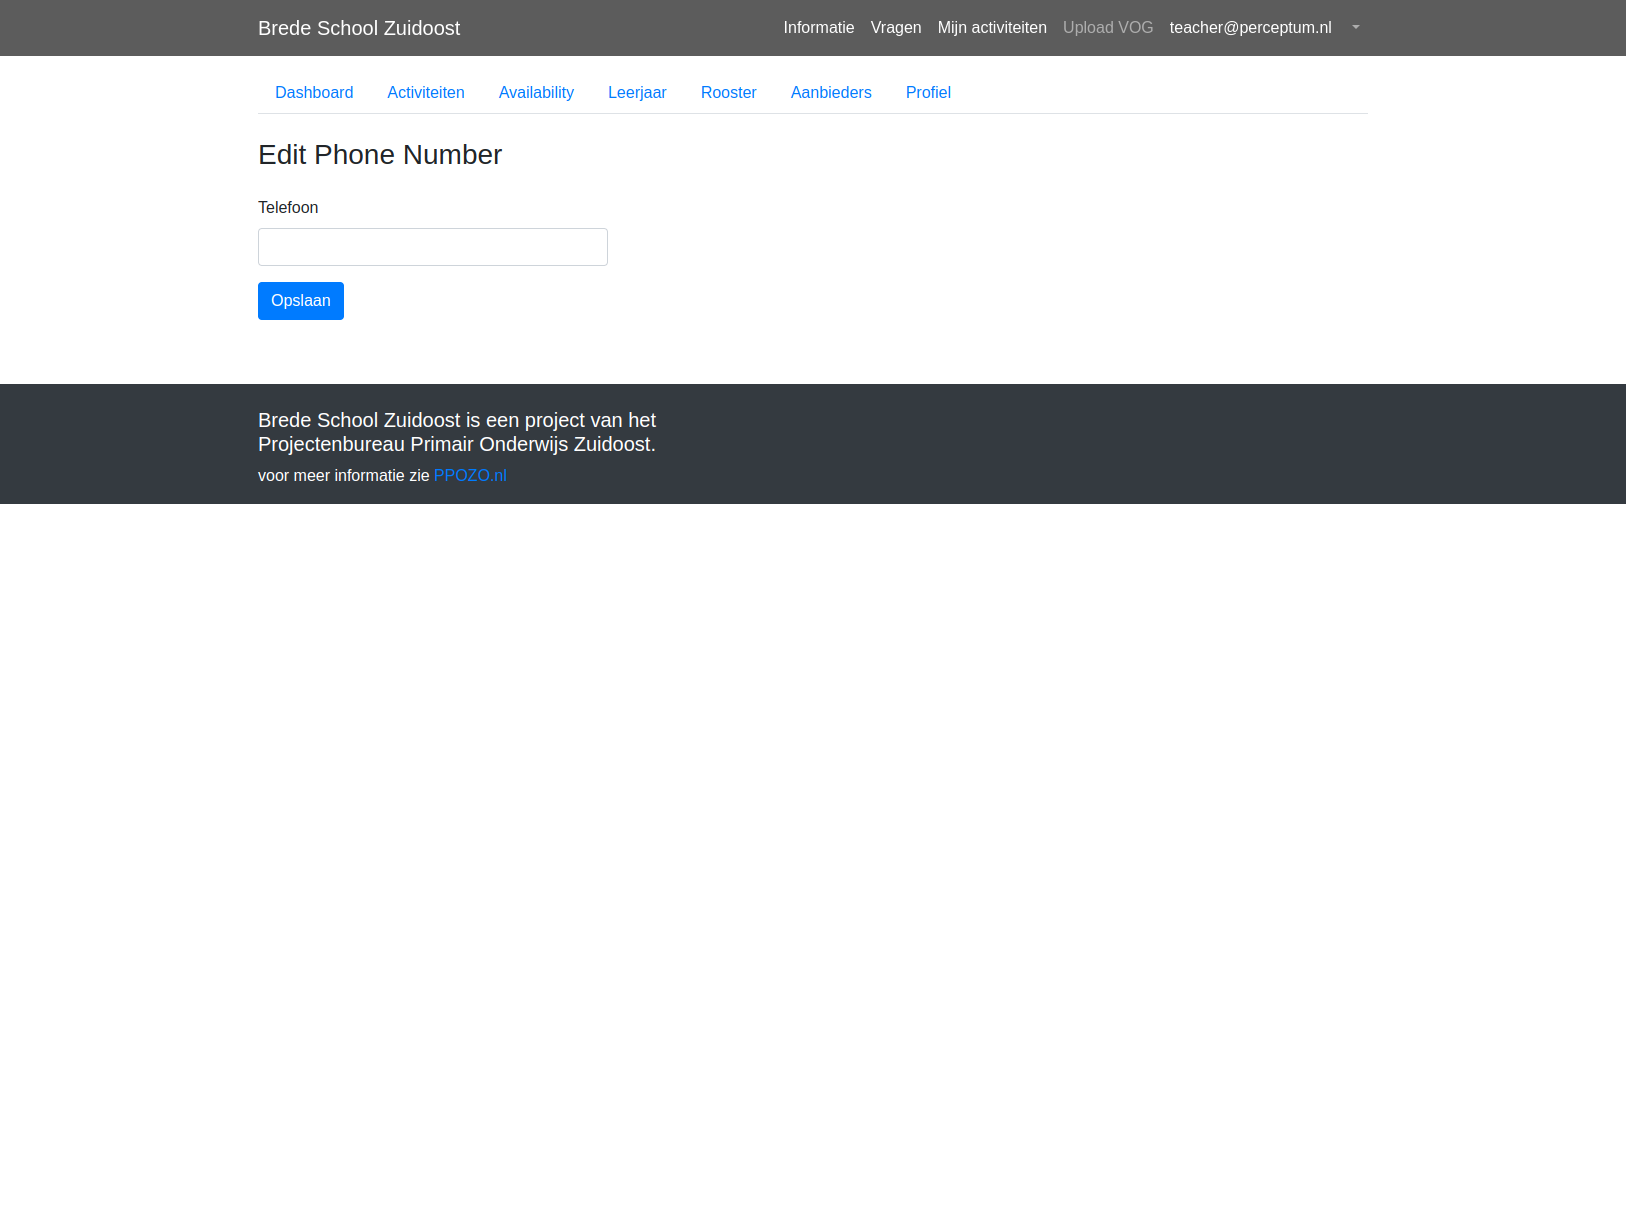 Brede School Zuidoost Informatie Vragen Mijn activiteiten Upload VOG teacher@perceptum.nl
Dashboard Activiteiten Availability Leerjaar Rooster Aanbieders Profiel
Edit Phone Number
Telefoon
Opslaan
Brede School Zuidoost is een project van het
Projectenbureau Primair Onderwijs Zuidoost.
voor meer informatie zie PPOZO.nl